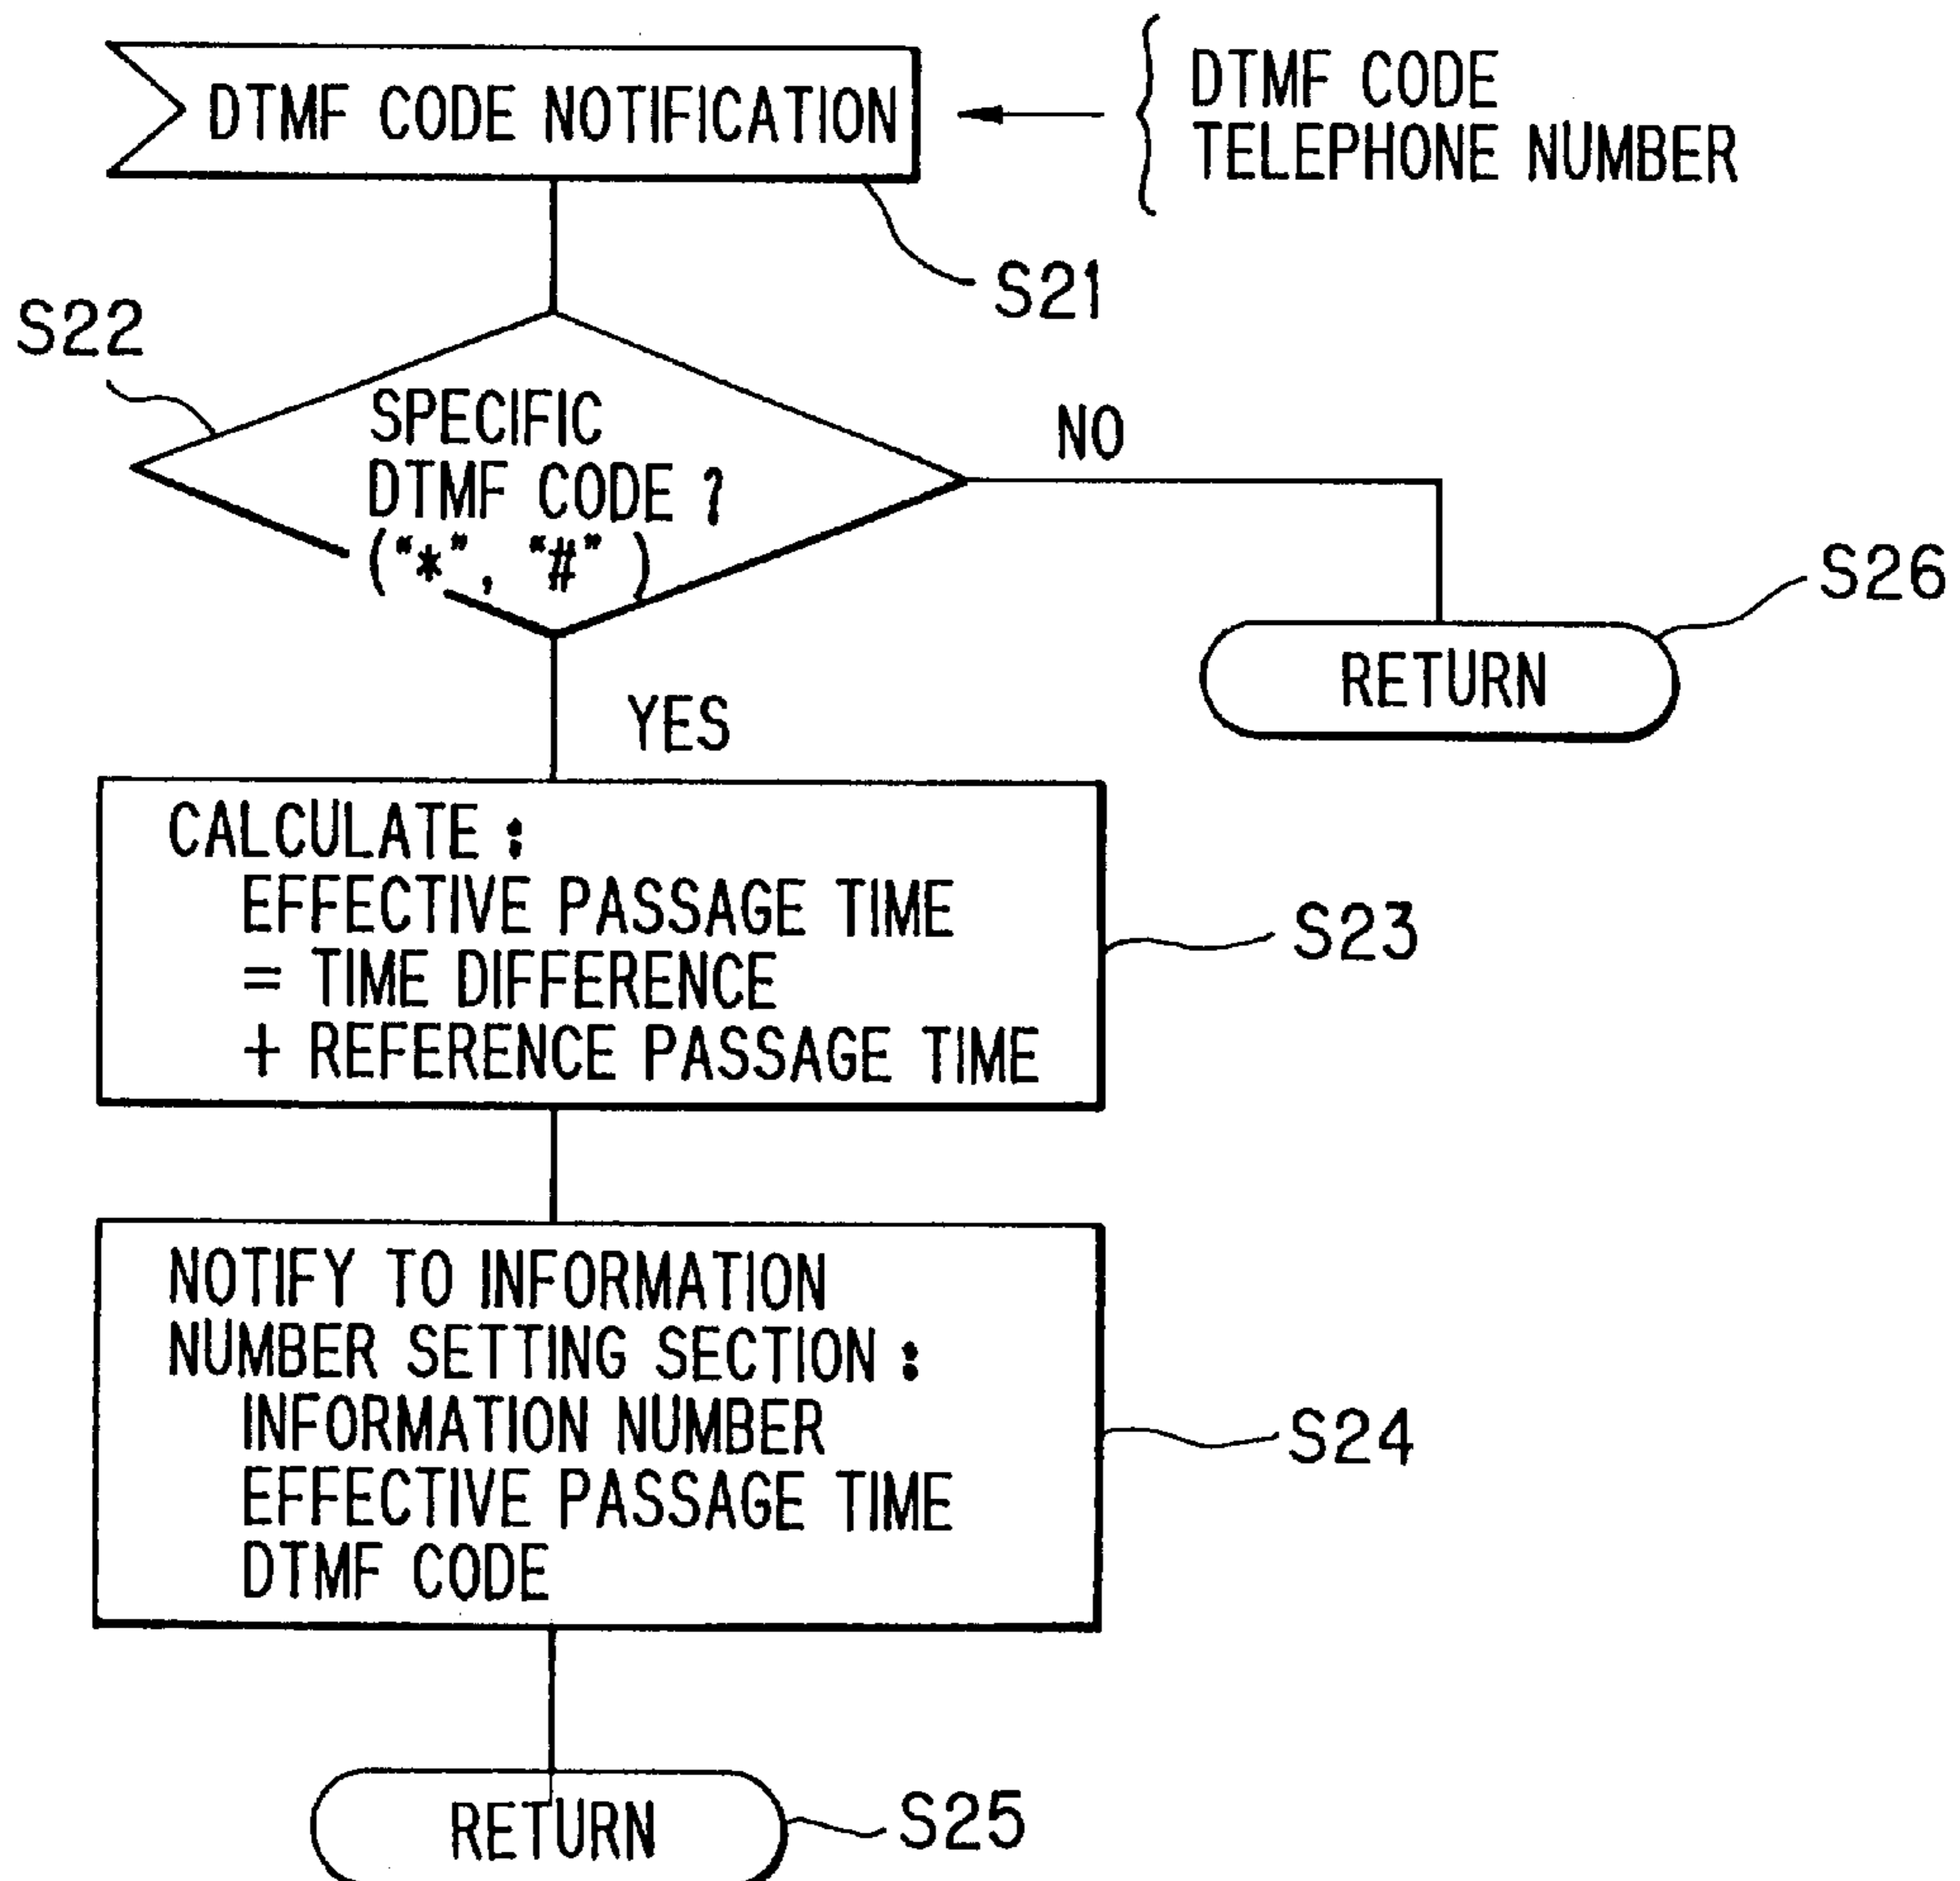 DTMF CODE NOTIFICATION
DTMF CODE
TELEPHONE NUMBER
S21
S22
SPECIFIC
DTMF CODE ?
("*", "#")
NO
S26
RETURN
YES
CALCULATE :
EFFECTIVE PASSAGE TIME
= TIME DIFFERENCE
+ REFERENCE PASSAGE TIME
S23
NOTIFY TO INFORMATION
NUMBER SETTING SECTION :
INFORMATION NUMBER
EFFECTIVE PASSAGE TIME
DTMF CODE
S24
RETURN
S25